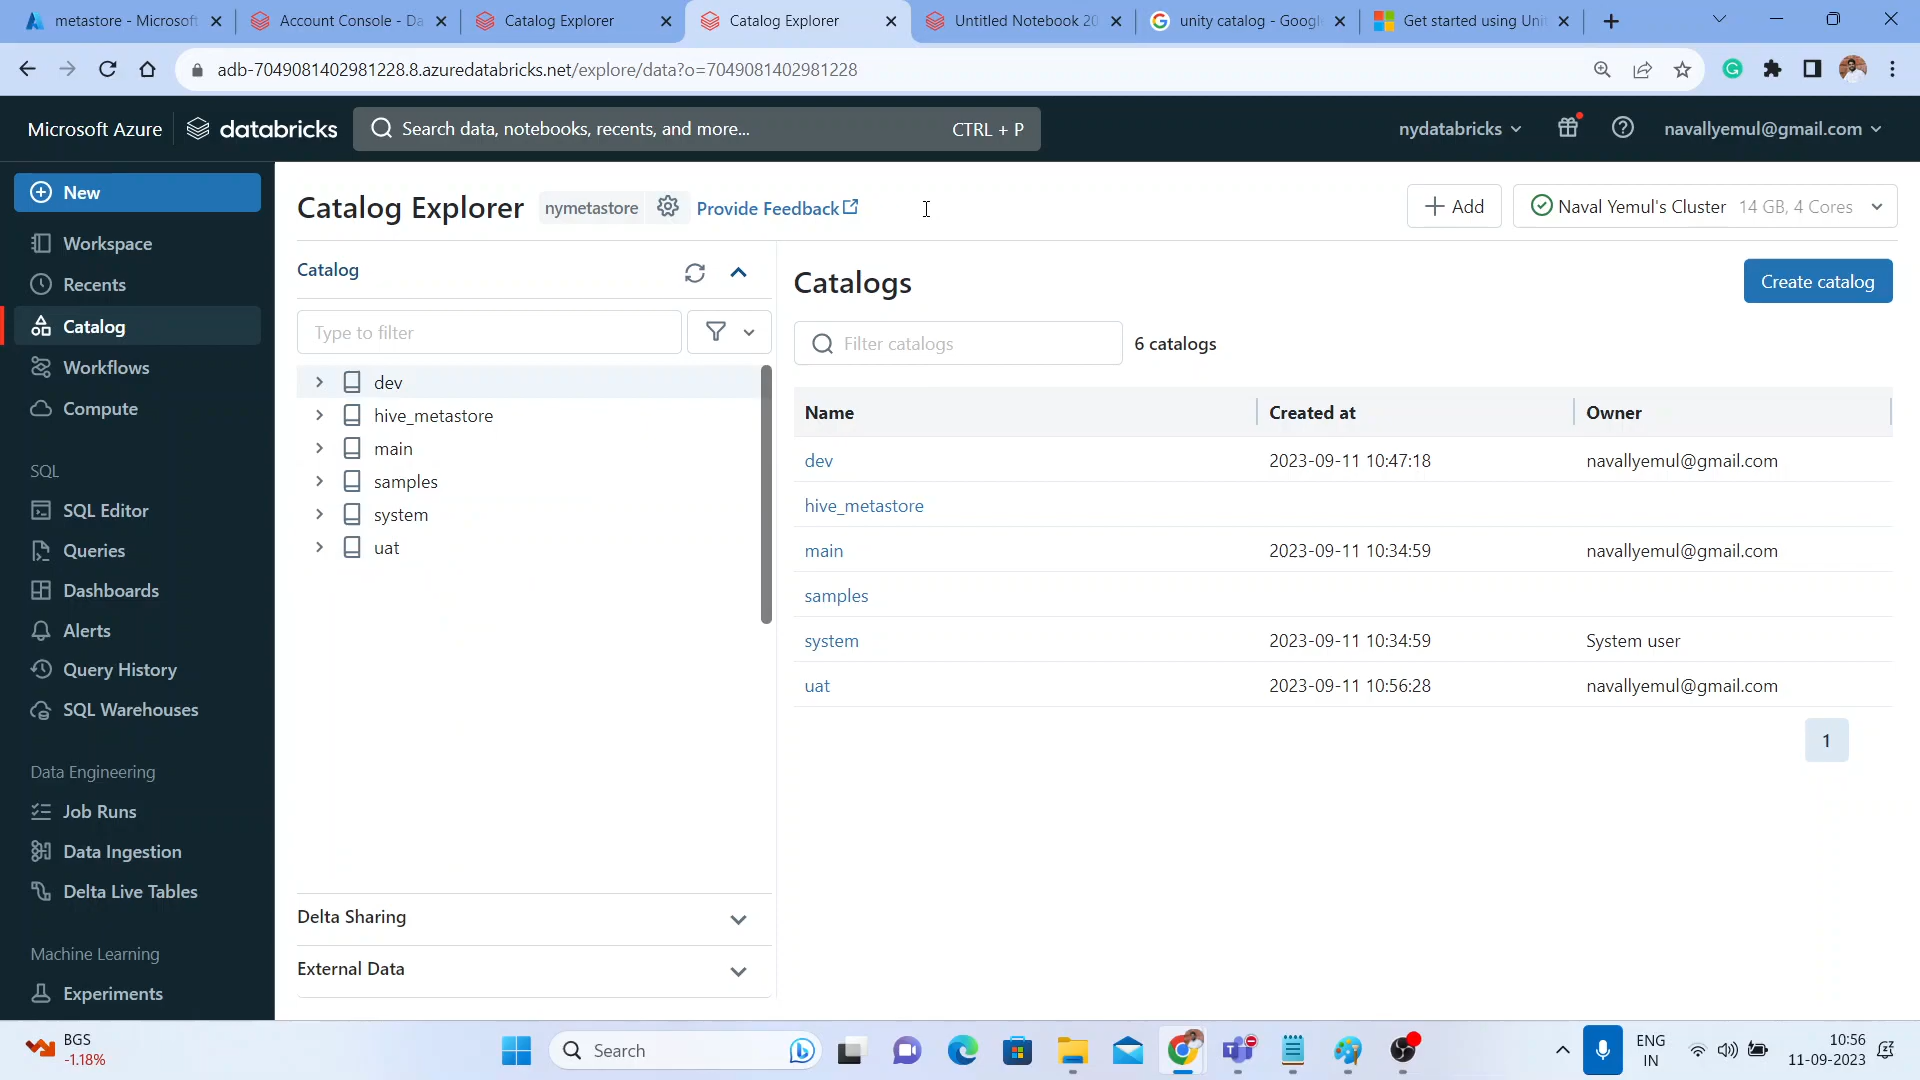 metastore - Microsoft
Account Console - Da
Catalog Explorer
Catalog Explorer
Untitled Notebook 20
unity catalog - Google
Get started using Unit
adb-7049081402981228.8.azuredatabricks.net/explore/data?o=7049081402981228
Microsoft Azure
databricks
Search data, notebooks, recents, and more...
CTRL + P
nydatabricks
navallyemul@gmail.com
New
Workspace
Recents
Catalog
Workflows
Compute
SQL
SQL Editor
Queries
Dashboards
Alerts
Query History
SQL Warehouses
Data Engineering
Job Runs
Data Ingestion
Delta Live Tables
Machine Learning
Experiments
Catalog Explorer
nymetastore
Provide Feedback
Add
Naval Yemul's Cluster 14 GB, 4 Cores
Catalog
Type to filter
dev
hive_metastore
main
samples
system
uat
Delta Sharing
External Data
Catalogs
Create catalog
Filter catalogs
6 catalogs
Name Created at Owner
dev 2023-09-11 10:47:18 navallyemul@gmail.com
hive_metastore
main 2023-09-11 10:34:59 navallyemul@gmail.com
samples
system 2023-09-11 10:34:59 System user
uat 2023-09-11 10:56:28 navallyemul@gmail.com
1
BGS
-1.18%
Search
ENG
IN
10:56
11-09-2023